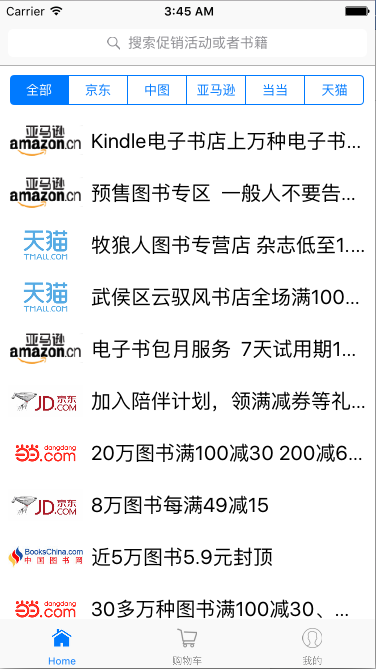 Carrier 3:45 AM
搜索促销活动或者书籍
全部 京东 中图 亚马逊 当当 天猫
亚马逊 amazon.cn Kindle电子书店上万种电子书...
亚马逊 amazon.cn 预售图书专区 一般人不要告...
天猫 TMALL.COM 牧狼人图书专营店 杂志低至1....
天猫 TMALL.COM 武侯区云驭风书店全场满100...
亚马逊 amazon.cn 电子书包月服务 7天试用期1...
京东 JD.COM 加入陪伴计划，领满减券等礼...
当当 dangdang .com 20万图书满100减30 200减6...
京东 JD.COM 8万图书每满49减15
BooksChina.com 中国图书网 近5万图书5.9元封顶
当当 dangdang .com 30多万种图书满100减30、...
Home 购物车 我的